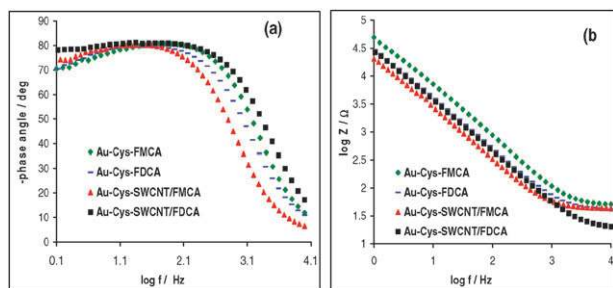 (a)
90
80
70
60
50
40
30
20
10
0
-phase angle / deg
Au-Cys-FMCA
Au-Cys-FDCA
Au-Cys-SWCNT/FMCA
Au-Cys-SWCNT/FDCA
0.1 1.1 2.1 3.1 4.1
log f / Hz
(b)
5
4.5
4
3.5
3
2.5
2
1.5
1
log Z / Ω
Au-Cys-FMCA
Au-Cys-FDCA
Au-Cys-SWCNT/FMCA
Au-Cys-SWCNT/FDCA
0 1 2 3 4
log f / Hz